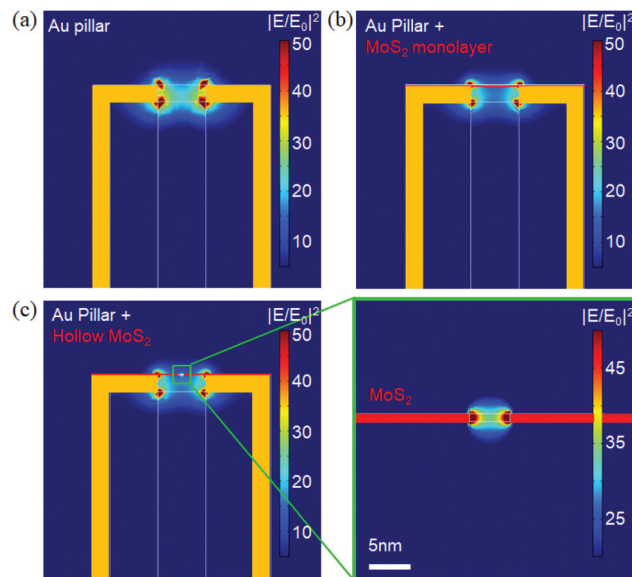 (a)
Au pillar
|E/E₀|²
50
40
30
20
10
(b)
Au Pillar +
MoS₂ monolayer
|E/E₀|²
50
40
30
20
10
(c)
Au Pillar +
Hollow MoS₂
|E/E₀|²
50
40
30
20
10
|E/E₀|²
MoS₂
45
35
25
5nm